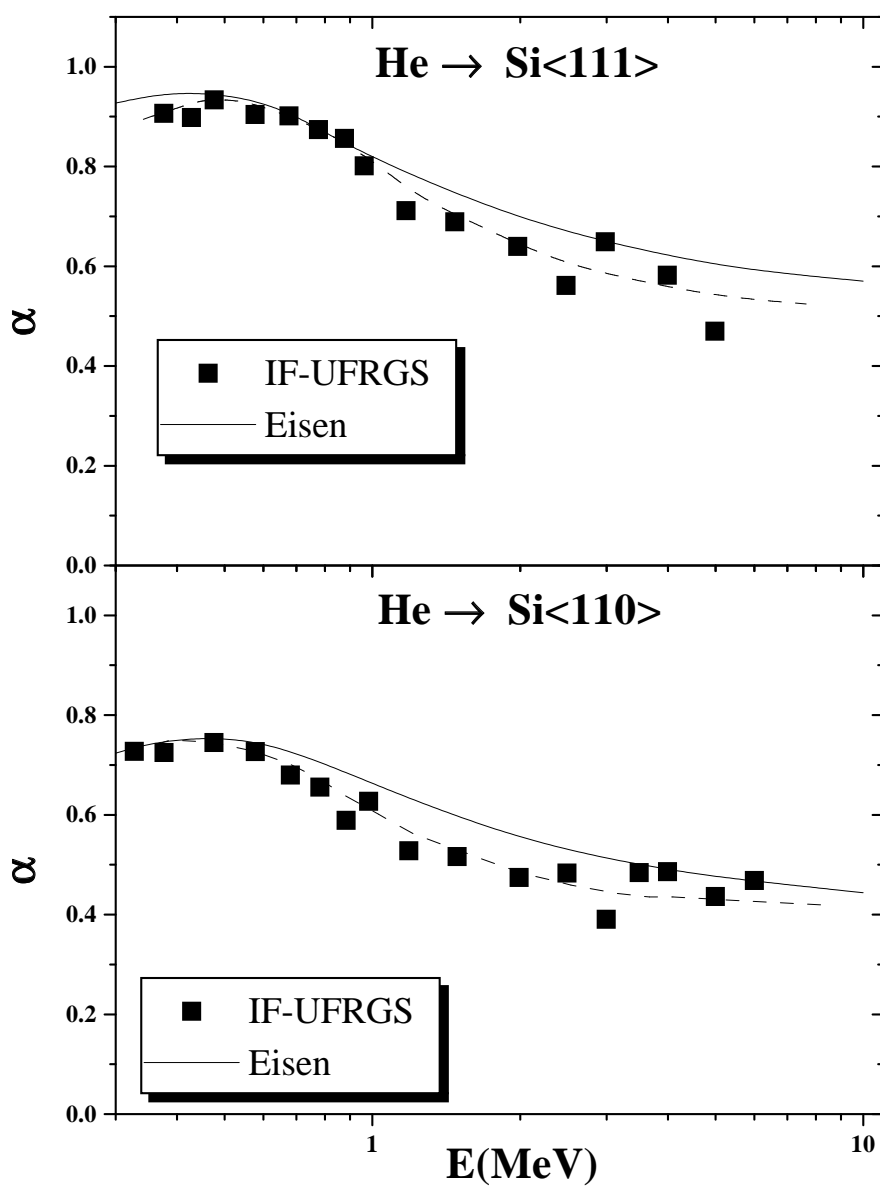 He → Si<111>
1.0
0.8
0.6
0.4
0.2
0.0
α
IF-UFRGS
Eisen
He → Si<110>
1.0
0.8
0.6
0.4
0.2
0.0
α
IF-UFRGS
Eisen
1
10
E(MeV)